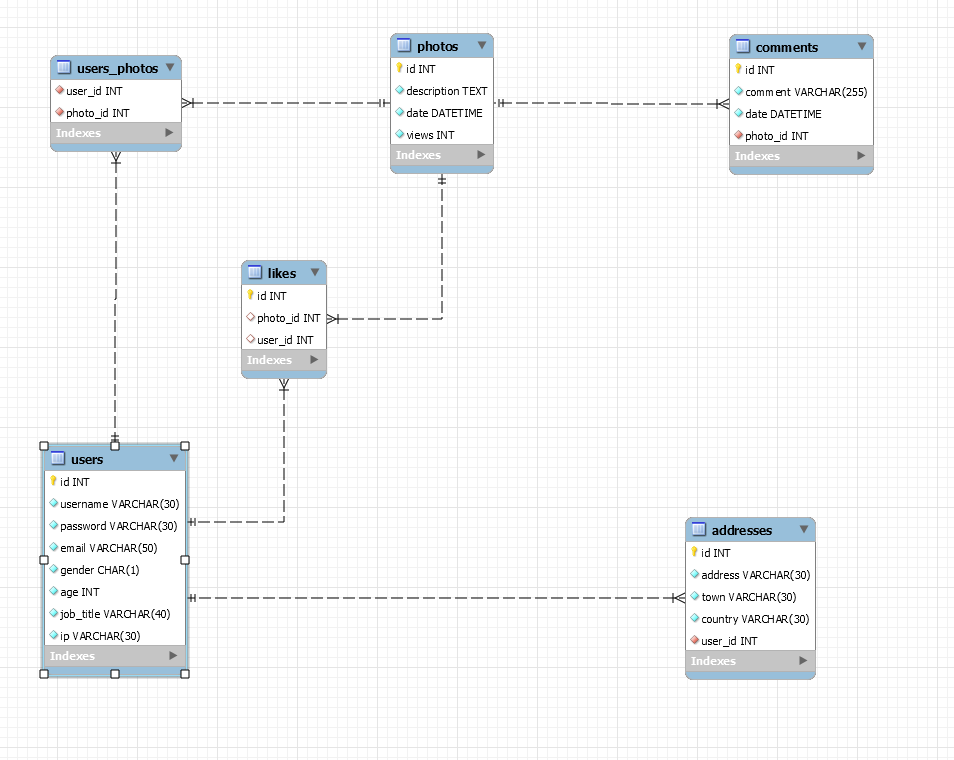 users_photos
user_id INT
photo_id INT
Indexes
photos
id INT
description TEXT
date DATETIME
views INT
Indexes
comments
id INT
comment VARCHAR(255)
date DATETIME
photo_id INT
Indexes
likes
id INT
photo_id INT
user_id INT
Indexes
users
id INT
username VARCHAR(30)
password VARCHAR(30)
email VARCHAR(50)
gender CHAR(1)
age INT
job_title VARCHAR(40)
ip VARCHAR(30)
Indexes
addresses
id INT
address VARCHAR(30)
town VARCHAR(30)
country VARCHAR(30)
user_id INT
Indexes